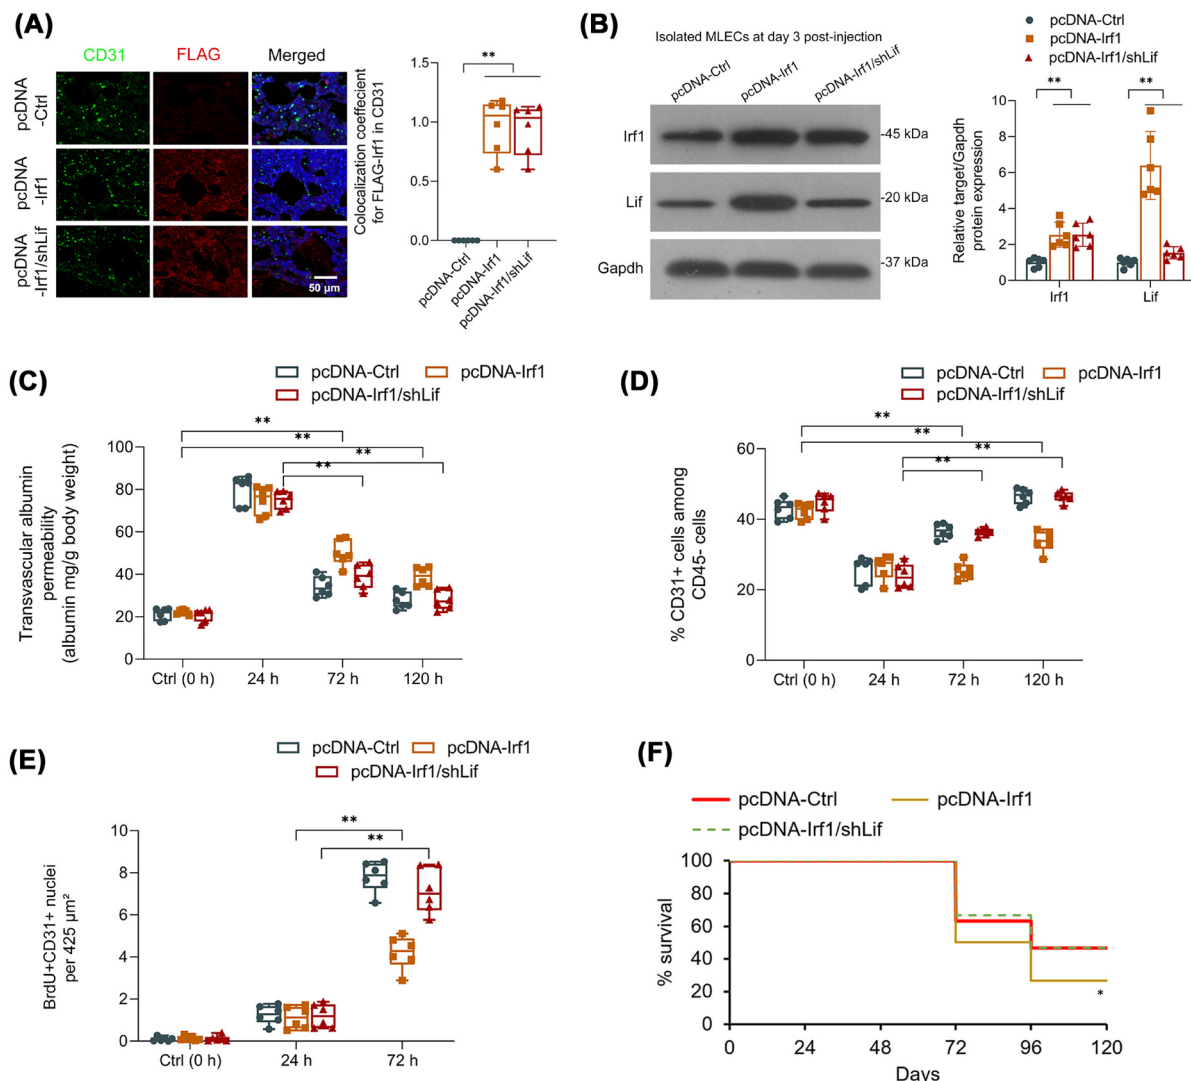 (A)
CD31
FLAG
Merged
pcDNA
-Ctrl
pcDNA
-Irf1
pcDNA
-Irf1/shLif
50 µm
Colocalization coeffecient
for FLAG-Irf1 in CD31
**
1.5
1.0
0.5
0.0
pcDNA-Ctrl
pcDNA-Irf1
pcDNA-Irf1/shLif
(B)
Isolated MLECs at day 3 post-injection
pcDNA-Ctrl
pcDNA-Irf1
pcDNA-Irf1/shLif
Irf1
-45 kDa
Lif
-20 kDa
Gapdh
-37 kDa
pcDNA-Ctrl
pcDNA-Irf1
pcDNA-Irf1/shLif
Relative target/Gapdh
protein expression
** **
10
8
6
4
2
0
Irf1 Lif
(C)
pcDNA-Ctrl pcDNA-Irf1
pcDNA-Irf1/shLif
Transvascular albumin
permeability
(albumin mg/g body weight)
**
**
**
**
100
80
60
40
20
0
Ctrl (0 h) 24 h 72 h 120 h
(D)
pcDNA-Ctrl pcDNA-Irf1
pcDNA-Irf1/shLif
% CD31+ cells among
CD45- cells
**
**
**
**
60
40
20
0
Ctrl (0 h) 24 h 72 h 120 h
(E)
pcDNA-Ctrl pcDNA-Irf1
pcDNA-Irf1/shLif
BrdU+CD31+ nuclei
per 425 µm²
**
**
10
8
6
4
2
0
Ctrl (0 h) 24 h 72 h
(F)
pcDNA-Ctrl pcDNA-Irf1
pcDNA-Irf1/shLif
% survival
100
80
60
40
20
0
*
0 24 48 72 96 120
Days